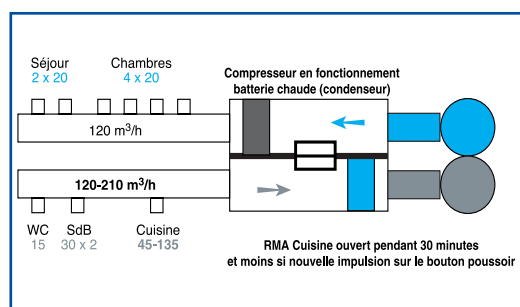 Séjour
2 x 20
Chambres
4 x 20
Compresseur en fonctionnement
batterie chaude (condenseur)
120 m³/h
120-210 m³/h
WC
15
SdB
30 x 2
Cuisine
45-135
RMA Cuisine ouvert pendant 30 minutes
et moins si nouvelle impulsion sur le bouton poussoir